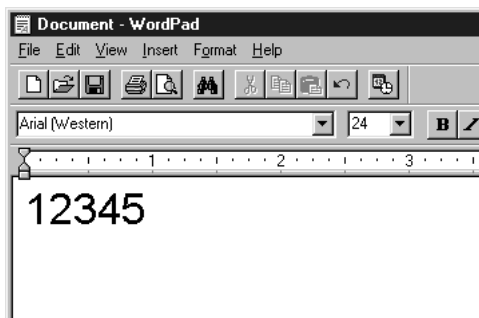 Document - WordPad
File Edit View Insert Format Help
Arial (Western) 24 B I
1 2 3
12345